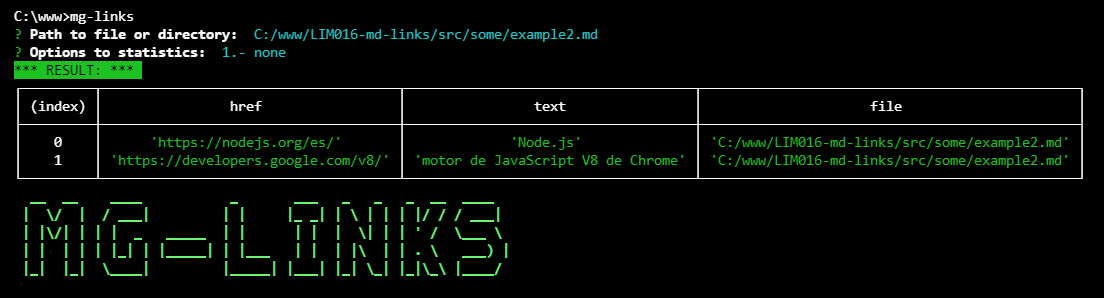 C:\www>mg-links
? Path to file or directory: C:/www/LIM016-md-links/src/some/example2.md
? Options to statistics: 1.- none
*** RESULT: ***
(index) href text file
0 'https://nodejs.org/es/' 'Node.js' 'C:/www/LIM016-md-links/src/some/example2.md'
1 'https://developers.google.com/v8/' 'motor de JavaScript V8 de Chrome' 'C:/www/LIM016-md-links/src/some/example2.md'
MG-LINKS